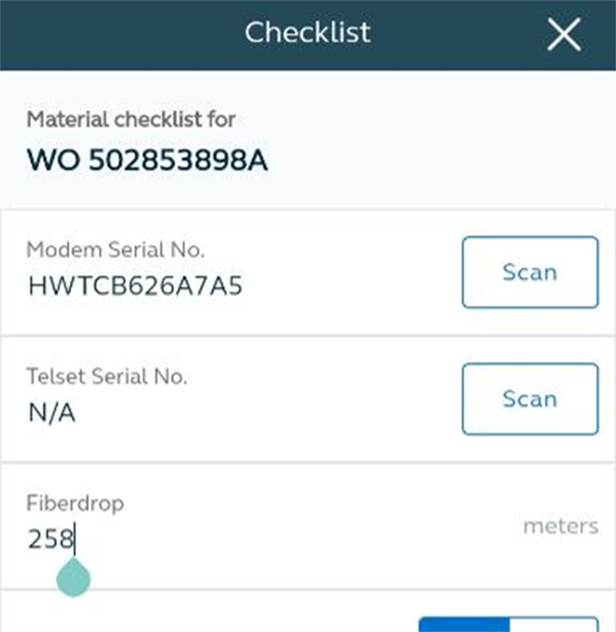 Checklist
Material checklist for
WO 502853898A
Modem Serial No.
HWTCB626A7A5
Scan
Telset Serial No.
N/A
Scan
Fiberdrop
258
meters